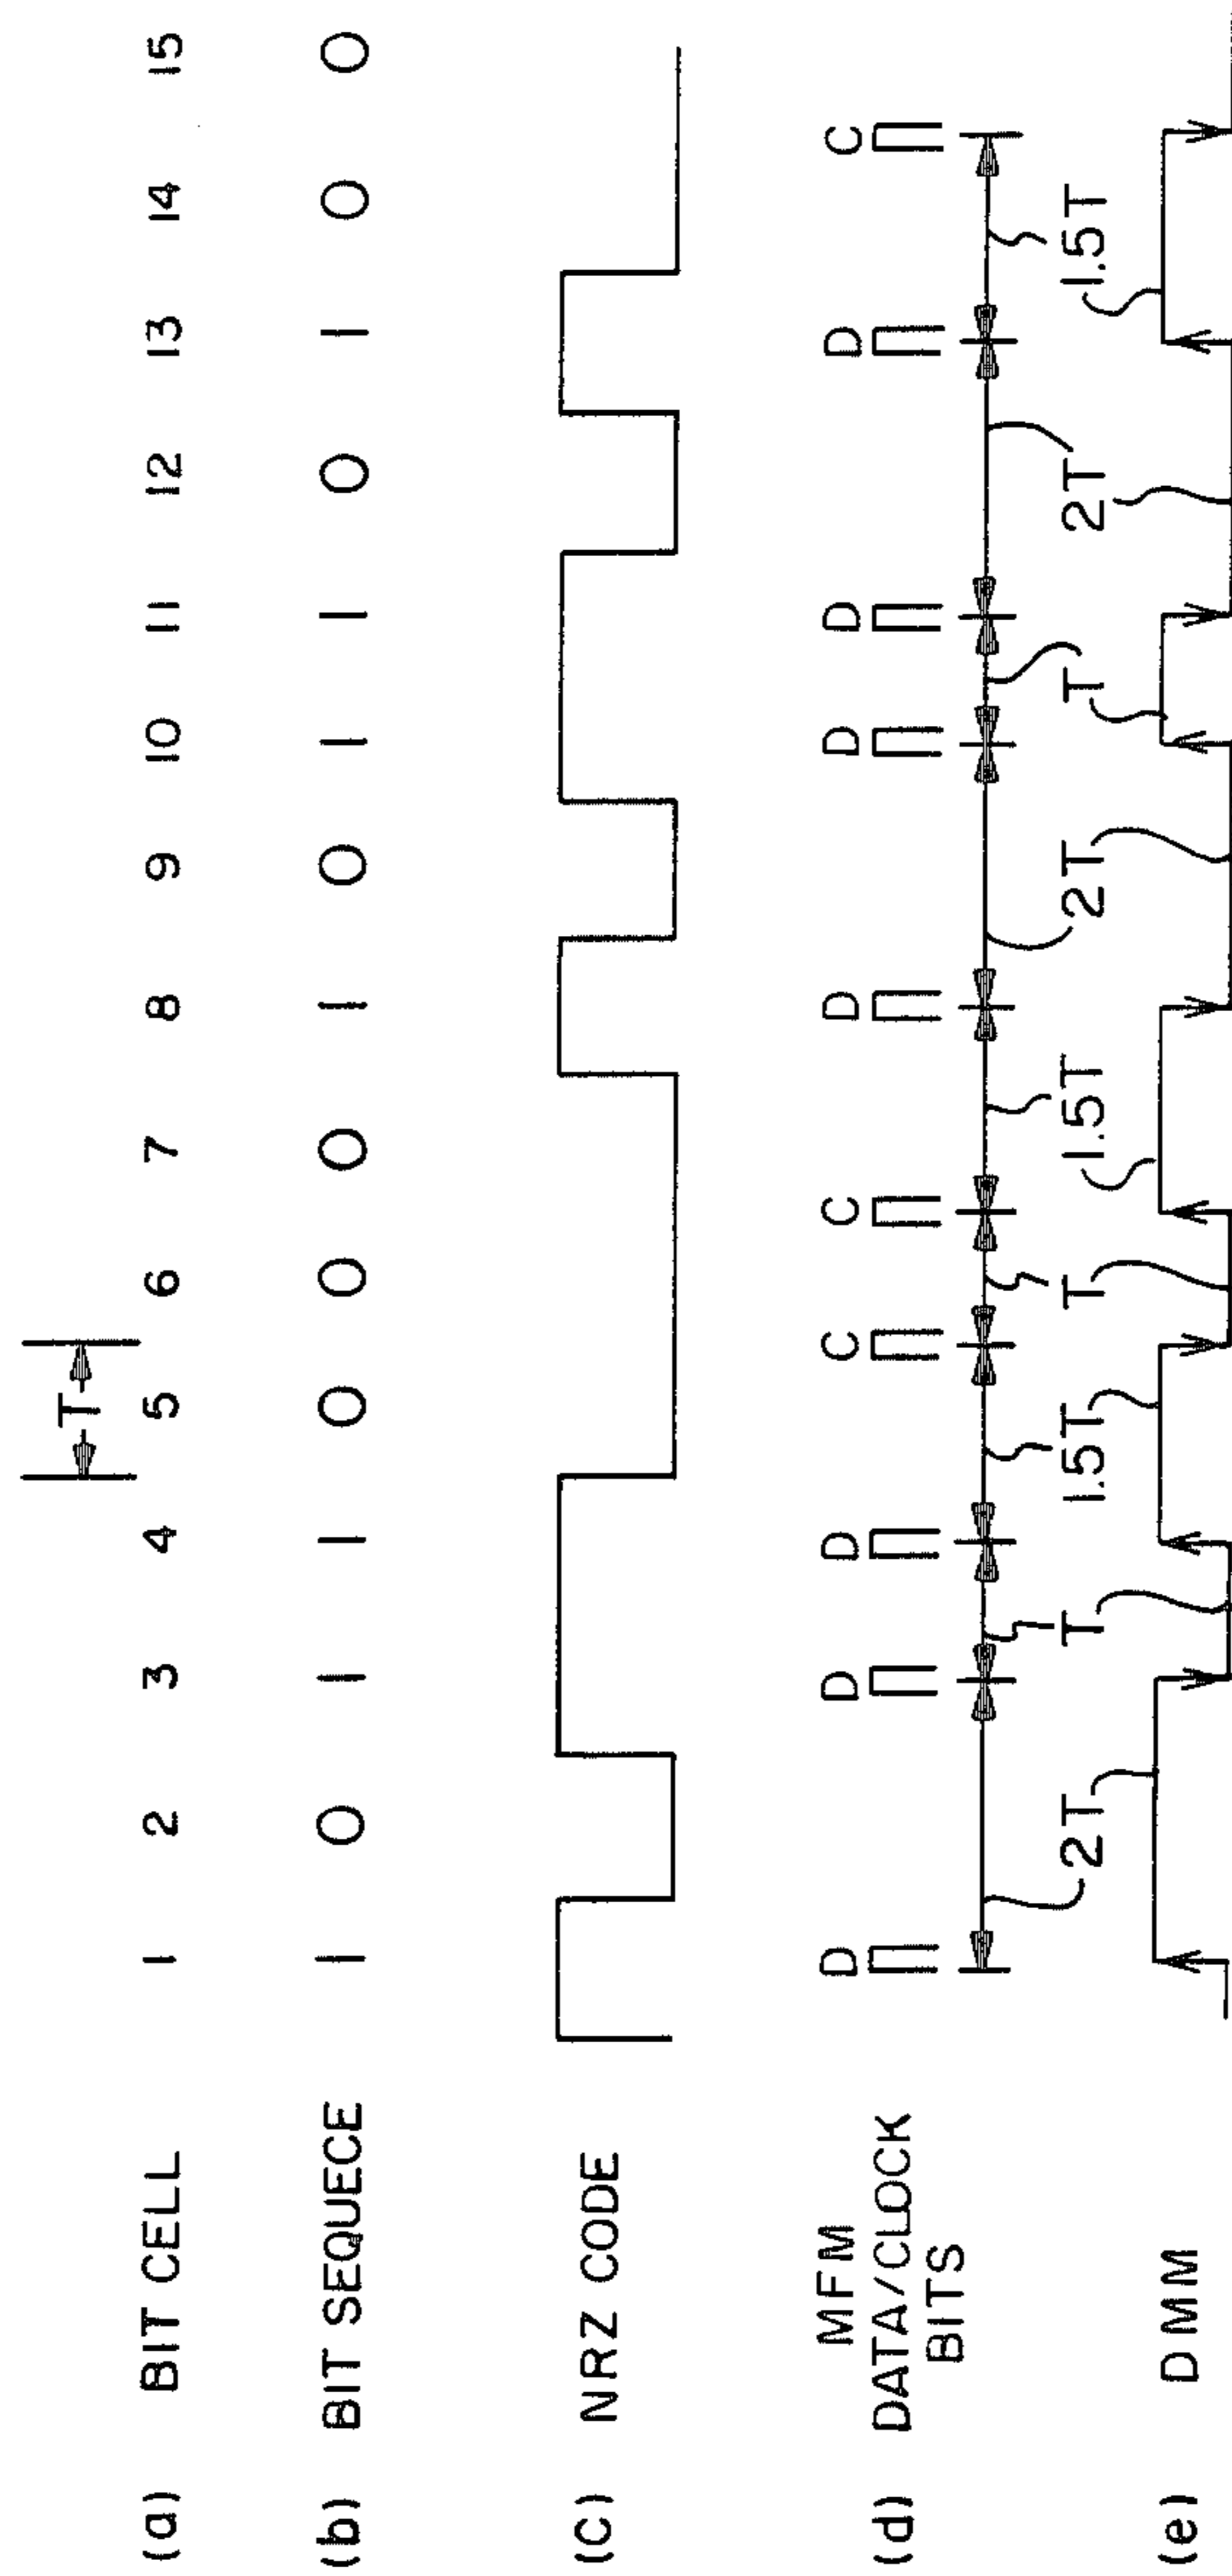 T
(a) BIT CELL 1 2 3 4 5 6 7 8 9 10 11 12 13 14 15
(b) BIT SEQUECE 1 0 1 1 0 0 0 1 0 1 1 0 1 0 0
(C) NRZ CODE
MFM
(d) DATA/CLOCK
BITS
D D D C C D D D D C
2T T 1.5T T 1.5T 2T T 2T 1.5T
(e) DMM